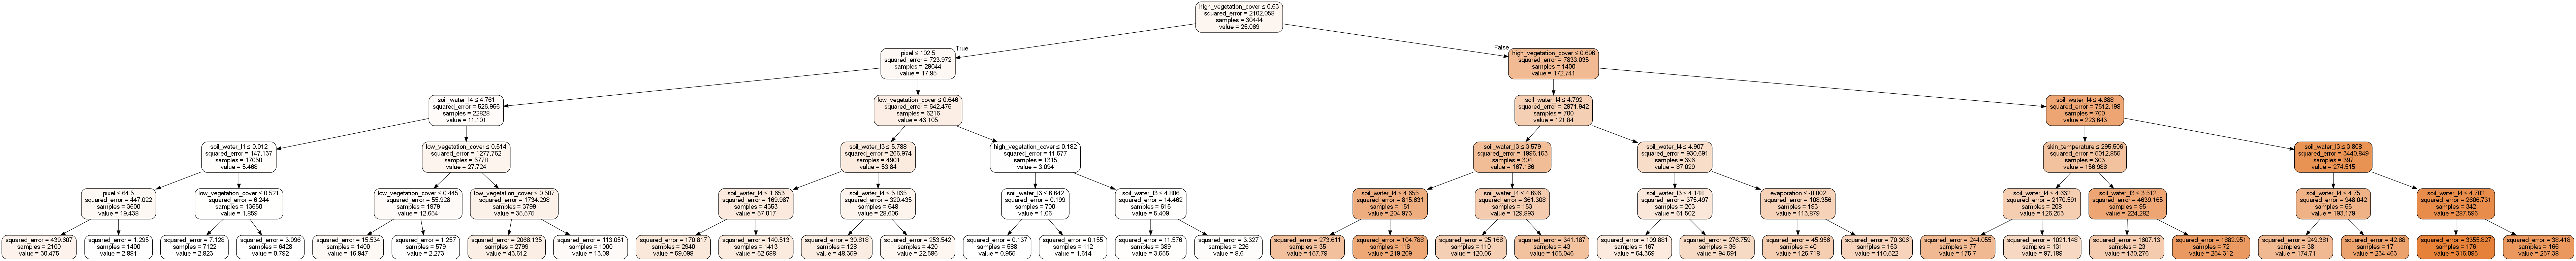 high_vegetation_cover ≤ 0.63
squared_error = 2102.058
samples = 30444
value = 25.069
True
False
pixel ≤ 102.5
squared_error = 723.972
samples = 29044
value = 17.95
high_vegetation_cover ≤ 0.696
squared_error = 7833.035
samples = 1400
value = 172.741
soil_water_l4 ≤ 4.761
squared_error = 526.956
samples = 22828
value = 11.101
low_vegetation_cover ≤ 0.646
squared_error = 642.475
samples = 6216
value = 43.105
soil_water_l4 ≤ 4.792
squared_error = 2971.942
samples = 700
value = 121.84
soil_water_l4 ≤ 4.688
squared_error = 7512.198
samples = 700
value = 223.643
soil_water_l1 ≤ 0.012
squared_error = 147.137
samples = 17050
value = 5.468
low_vegetation_cover ≤ 0.514
squared_error = 1277.762
samples = 5778
value = 27.724
soil_water_l3 ≤ 5.788
squared_error = 266.974
samples = 4901
value = 53.84
high_vegetation_cover ≤ 0.182
squared_error = 11.577
samples = 1315
value = 3.094
soil_water_l3 ≤ 3.579
squared_error = 1996.153
samples = 304
value = 167.186
soil_water_l4 ≤ 4.907
squared_error = 930.691
samples = 396
value = 87.029
skin_temperature ≤ 295.506
squared_error = 5012.855
samples = 303
value = 156.988
soil_water_l3 ≤ 3.808
squared_error = 3440.849
samples = 397
value = 274.515
pixel ≤ 64.5
squared_error = 447.022
samples = 3500
value = 19.438
low_vegetation_cover ≤ 0.521
squared_error = 6.244
samples = 13550
value = 1.859
low_vegetation_cover ≤ 0.445
squared_error = 55.928
samples = 1979
value = 12.654
low_vegetation_cover ≤ 0.587
squared_error = 1734.298
samples = 3799
value = 35.575
soil_water_l4 ≤ 1.653
squared_error = 169.987
samples = 4353
value = 57.017
soil_water_l4 ≤ 5.835
squared_error = 320.435
samples = 548
value = 28.606
soil_water_l3 ≤ 6.642
squared_error = 0.199
samples = 700
value = 1.06
soil_water_l3 ≤ 4.806
squared_error = 14.462
samples = 615
value = 5.409
soil_water_l4 ≤ 4.655
squared_error = 815.631
samples = 151
value = 204.973
soil_water_l4 ≤ 4.696
squared_error = 361.308
samples = 153
value = 129.893
soil_water_l3 ≤ 4.148
squared_error = 375.497
samples = 203
value = 61.502
evaporation ≤ -0.002
squared_error = 108.356
samples = 193
value = 113.879
soil_water_l4 ≤ 4.632
squared_error = 2170.591
samples = 208
value = 126.253
soil_water_l3 ≤ 3.512
squared_error = 4639.165
samples = 95
value = 224.282
soil_water_l4 ≤ 4.75
squared_error = 948.042
samples = 55
value = 193.179
soil_water_l4 ≤ 4.782
squared_error = 2606.731
samples = 342
value = 287.596
squared_error = 439.607
samples = 2100
value = 30.475
squared_error = 1.295
samples = 1400
value = 2.881
squared_error = 7.128
samples = 7122
value = 2.823
squared_error = 3.096
samples = 6428
value = 0.792
squared_error = 15.534
samples = 1400
value = 16.947
squared_error = 1.257
samples = 579
value = 2.273
squared_error = 2068.135
samples = 2799
value = 43.612
squared_error = 113.051
samples = 1000
value = 13.08
squared_error = 170.817
samples = 2940
value = 59.098
squared_error = 140.513
samples = 1413
value = 52.688
squared_error = 30.818
samples = 128
value = 48.359
squared_error = 253.542
samples = 420
value = 22.586
squared_error = 0.137
samples = 588
value = 0.955
squared_error = 0.155
samples = 112
value = 1.614
squared_error = 11.576
samples = 389
value = 3.555
squared_error = 3.327
samples = 226
value = 8.6
squared_error = 273.611
samples = 35
value = 157.79
squared_error = 104.788
samples = 116
value = 219.209
squared_error = 25.168
samples = 110
value = 120.06
squared_error = 341.187
samples = 43
value = 155.046
squared_error = 109.881
samples = 167
value = 54.369
squared_error = 276.759
samples = 36
value = 94.591
squared_error = 45.956
samples = 40
value = 126.718
squared_error = 70.306
samples = 153
value = 110.522
squared_error = 244.055
samples = 77
value = 175.7
squared_error = 1021.148
samples = 131
value = 97.189
squared_error = 1607.13
samples = 23
value = 130.276
squared_error = 1882.951
samples = 72
value = 254.312
squared_error = 249.381
samples = 38
value = 174.71
squared_error = 42.88
samples = 17
value = 234.463
squared_error = 3355.827
samples = 176
value = 316.095
squared_error = 38.418
samples = 166
value = 257.38